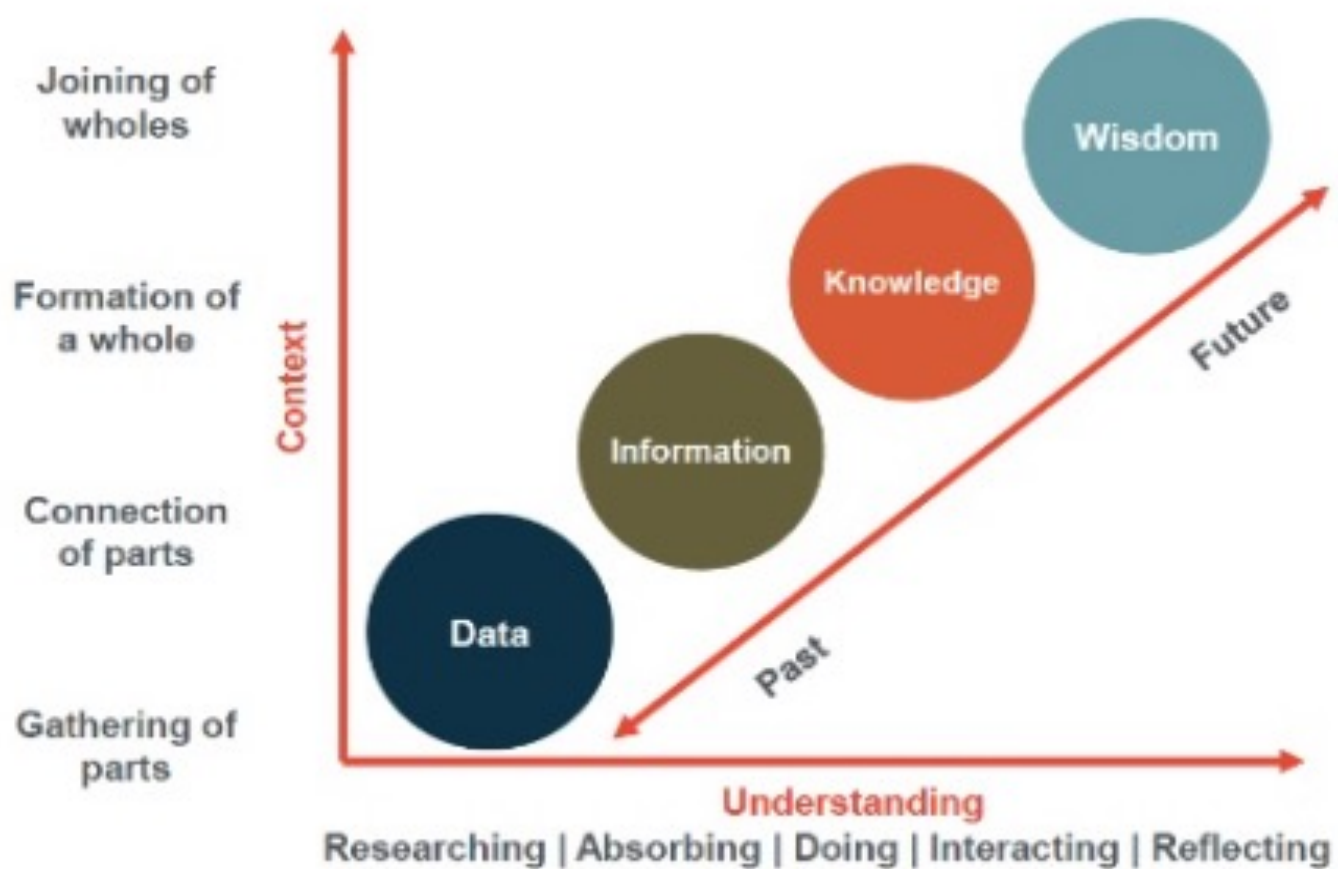 Joining of
wholes
Wisdom
Knowledge
Formation of
a whole
Future
Context
Information
Connection
of parts
Data
Past
Gathering of
parts
Understanding
Researching | Absorbing | Doing | Interacting | Reflecting